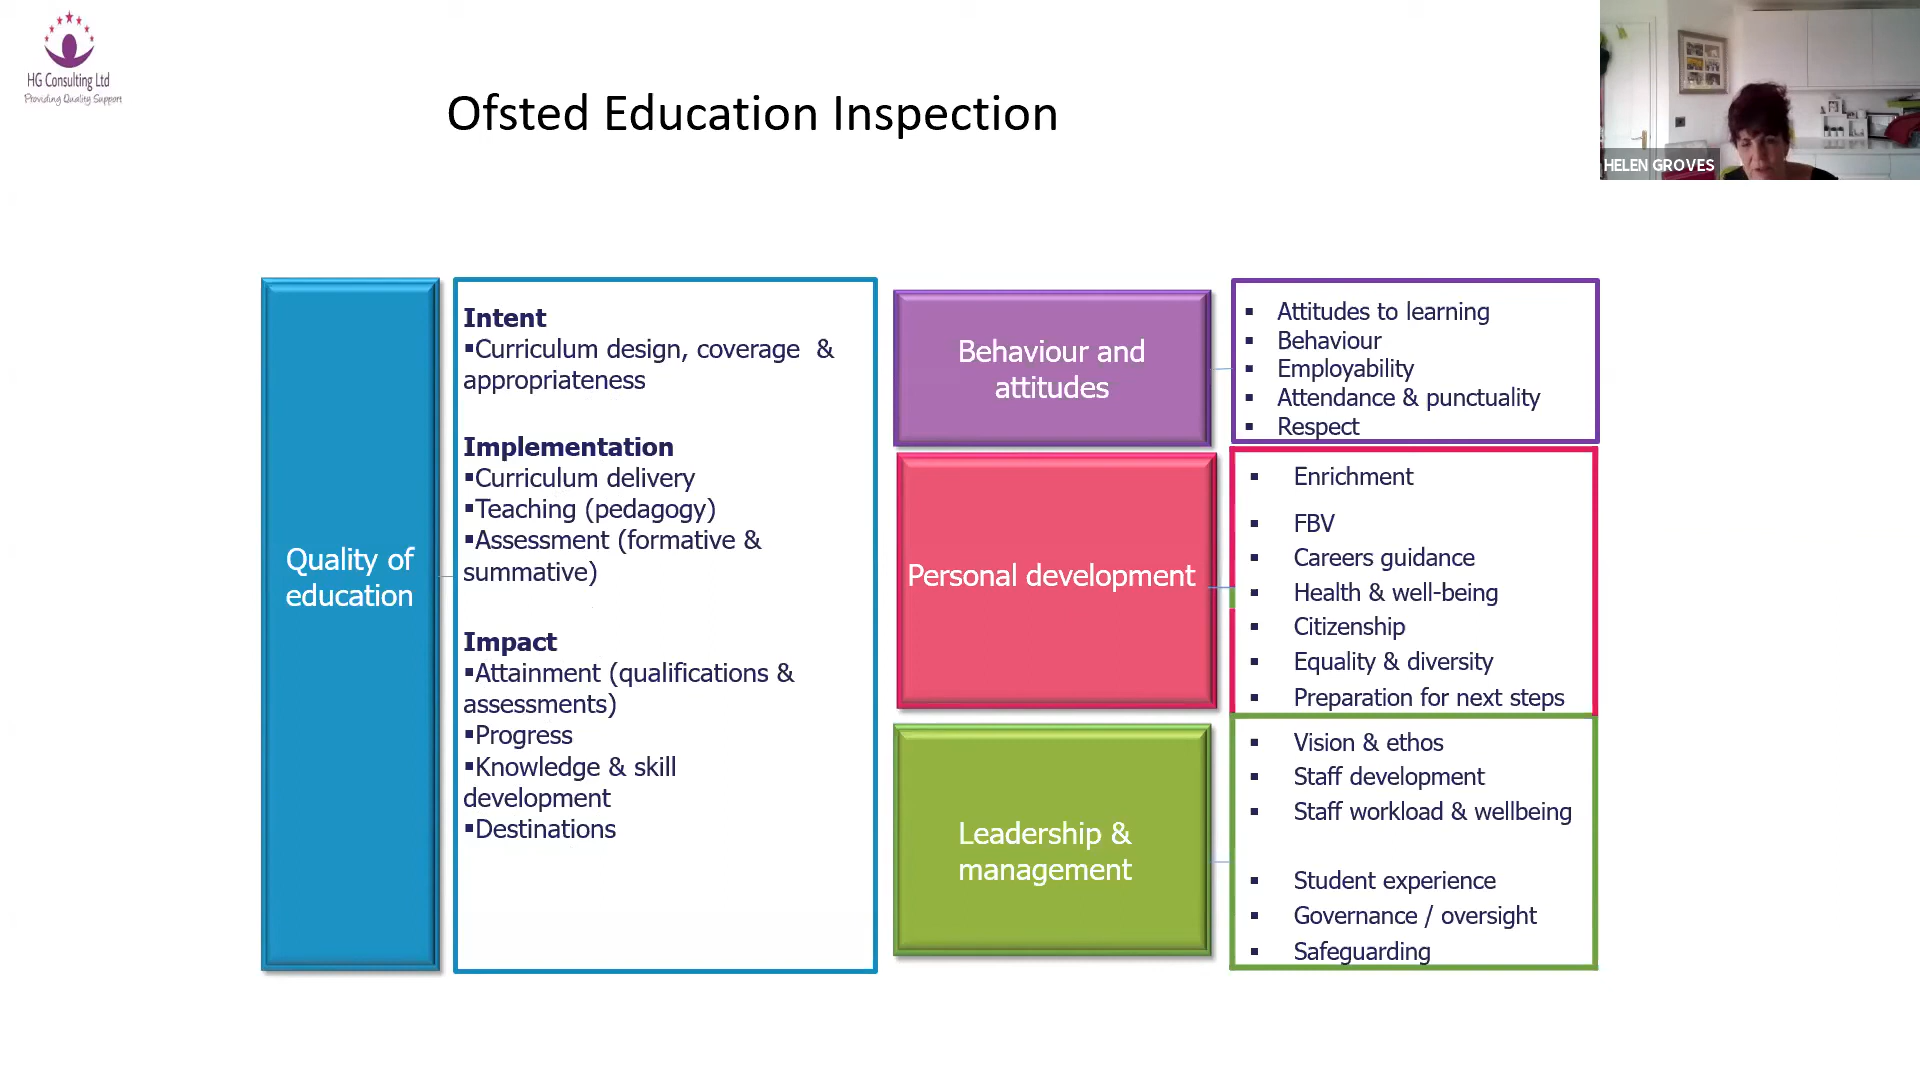 HG Consulting Ltd
Providing Quality Support
Ofsted Education Inspection
HELEN GROVES
Quality of
education
Intent
▪Curriculum design, coverage &
appropriateness
Implementation
▪Curriculum delivery
▪Teaching (pedagogy)
▪Assessment (formative &
summative)
Impact
▪Attainment (qualifications &
assessments)
▪Progress
▪Knowledge & skill
development
▪Destinations
Behaviour and
attitudes
▪ Attitudes to learning
▪ Behaviour
▪ Employability
▪ Attendance & punctuality
▪ Respect
Personal development
▪ Enrichment
▪ FBV
▪ Careers guidance
▪ Health & well-being
▪ Citizenship
▪ Equality & diversity
▪ Preparation for next steps
Leadership &
management
▪ Vision & ethos
▪ Staff development
▪ Staff workload & wellbeing
▪ Student experience
▪ Governance / oversight
▪ Safeguarding